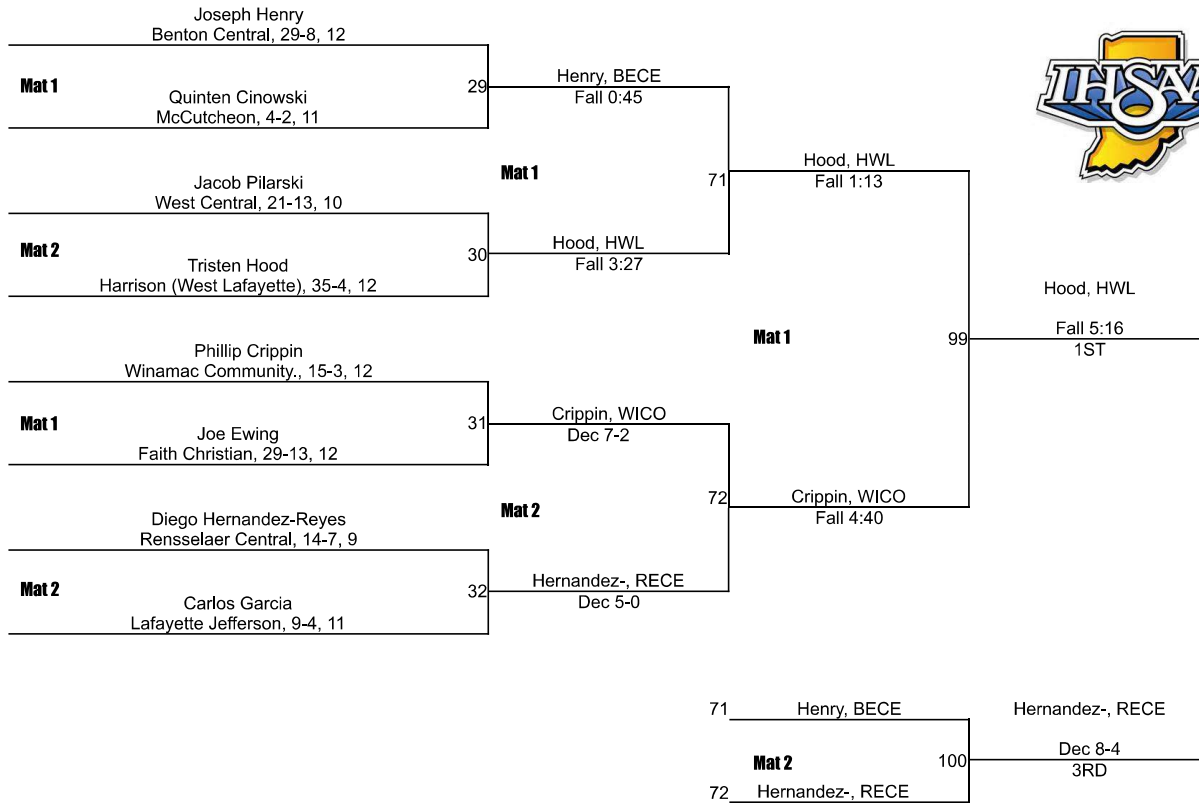 Joseph Henry
Benton Central, 29-8, 12
Mat 1
29
Quinten Cinowski
McCutcheon, 4-2, 11
Henry, BECE
Fall 0:45
Mat 1
71
Jacob Pilarski
West Central, 21-13, 10
Mat 2
30
Tristen Hood
Harrison (West Lafayette), 35-4, 12
Hood, HWL
Fall 3:27
Hood, HWL
Fall 1:13
IHSAA
Mat 1
99
Hood, HWL
Fall 5:16
1ST
Phillip Crippin
Winamac Community., 15-3, 12
Mat 1
31
Joe Ewing
Faith Christian, 29-13, 12
Crippin, WICO
Dec 7-2
Mat 2
72
Crippin, WICO
Fall 4:40
Diego Hernandez-Reyes
Rensselaer Central, 14-7, 9
Mat 2
32
Carlos Garcia
Lafayette Jefferson, 9-4, 11
Hernandez-, RECE
Dec 5-0
71 Henry, BECE
Mat 2
100
72 Hernandez-, RECE
Hernandez-, RECE
Dec 8-4
3RD